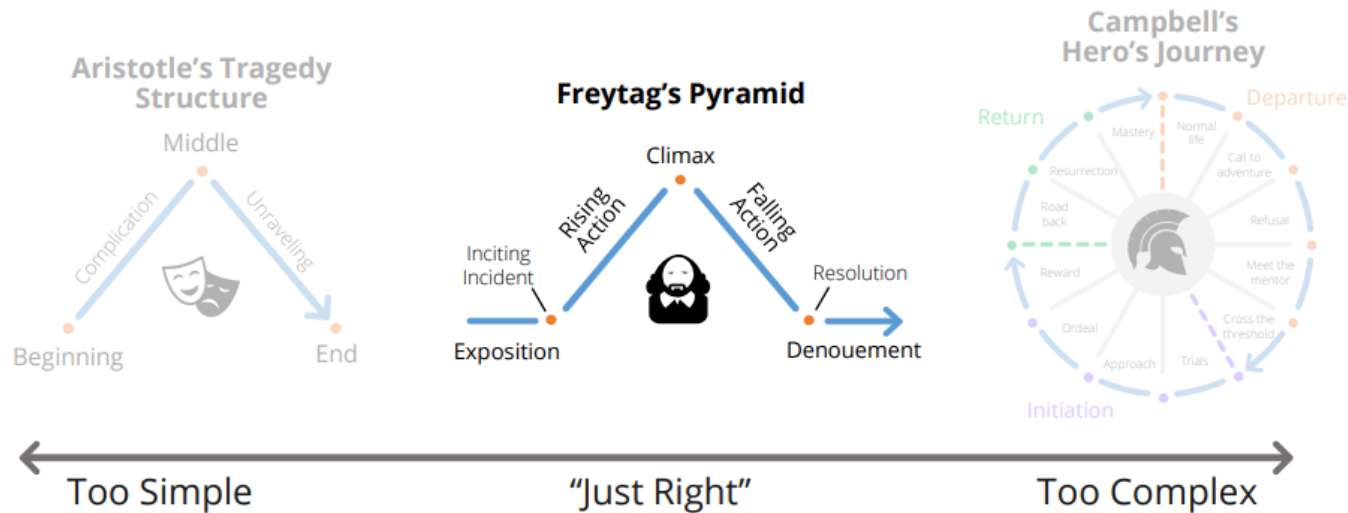 Aristotle's Tragedy
Structure
Middle
Complication
Unraveling
Beginning
End
Freytag's Pyramid
Climax
Rising
Action
Falling
Action
Inciting
Incident
Resolution
Exposition
Denouement
Campbell's
Hero's Journey
Return
Departure
Mastery
Normal
life
Resurrection
Call to
adventure
Road
back
Refusal
Reward
Meet the
mentor
Ordeal
Cross the
threshold
Approach
Trials
Initiation
Too Simple
"Just Right"
Too Complex